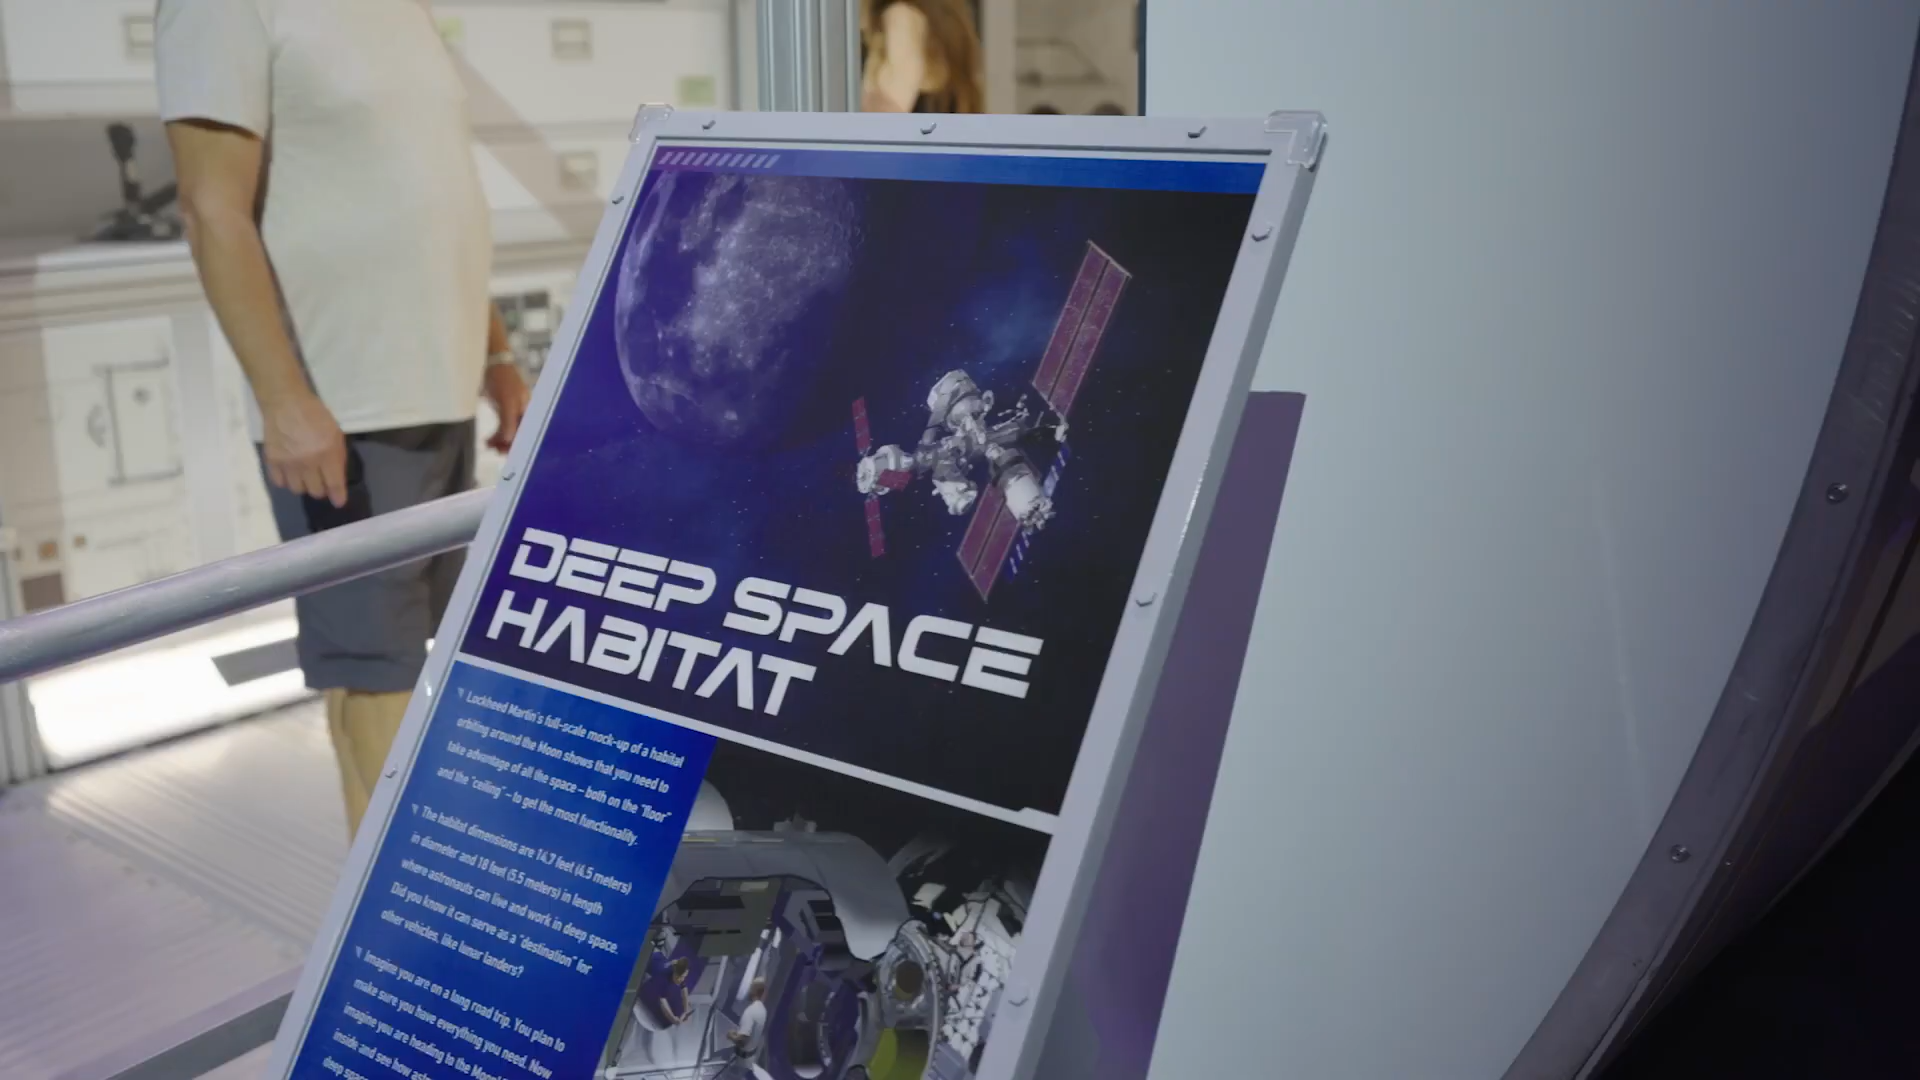 DEEP SPACE
HABITAT
Lockheed Martin's full-scale mock-up of a habitat
orbiting around the Moon shows that you need to
take advantage of all the space – both on the "floor"
and the "ceiling" – to get the most functionality.
The habitat dimensions are 14.7 feet (4.5 meters)
in diameter and 18 feet (5.5 meters) in length
where astronauts can live and work in deep space.
Did you know it can serve as a "destination" for
other vehicles, like lunar landers?
Imagine you are on a long road trip. You plan to
make sure you have everything you need. Now
imagine you are heading to the Moon!
inside and see how
deep space